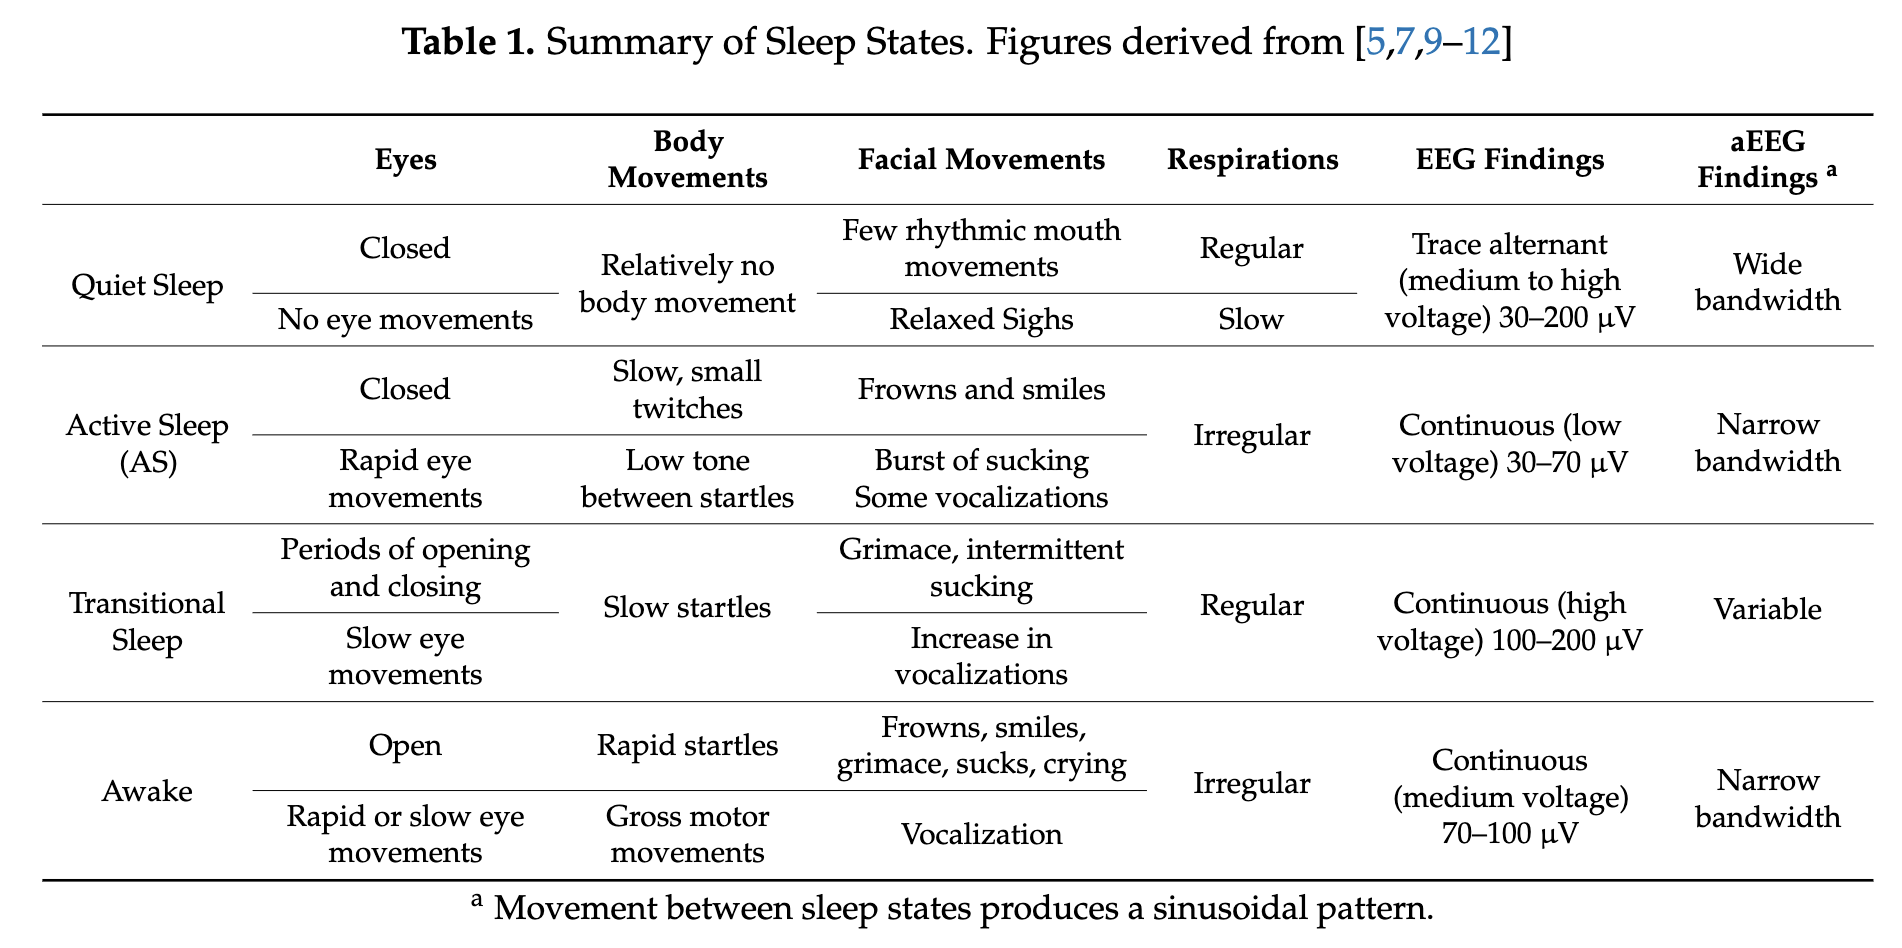 Table 1. Summary of Sleep States. Figures derived from [5,7,9–12]
Eyes
Body
Movements
Facial Movements
Respirations
EEG Findings
aEEG
Findings a
Quiet Sleep
Closed
No eye movements
Relatively no
body movement
Few rhythmic mouth
movements
Relaxed Sighs
Regular
Slow
Trace alternant
(medium to high
voltage) 30–200 µV
Wide
bandwidth
Active Sleep
(AS)
Closed
Rapid eye
movements
Slow, small
twitches
Low tone
between startles
Frowns and smiles
Burst of sucking
Some vocalizations
Irregular
Continuous (low
voltage) 30–70 µV
Narrow
bandwidth
Transitional
Sleep
Periods of opening
and closing
Slow eye
movements
Slow startles
Grimace, intermittent
sucking
Increase in
vocalizations
Regular
Continuous (high
voltage) 100–200 µV
Variable
Awake
Open
Rapid or slow eye
movements
Rapid startles
Gross motor
movements
Frowns, smiles,
grimace, sucks, crying
Vocalization
Irregular
Continuous
(medium voltage)
70–100 µV
Narrow
bandwidth
a Movement between sleep states produces a sinusoidal pattern.